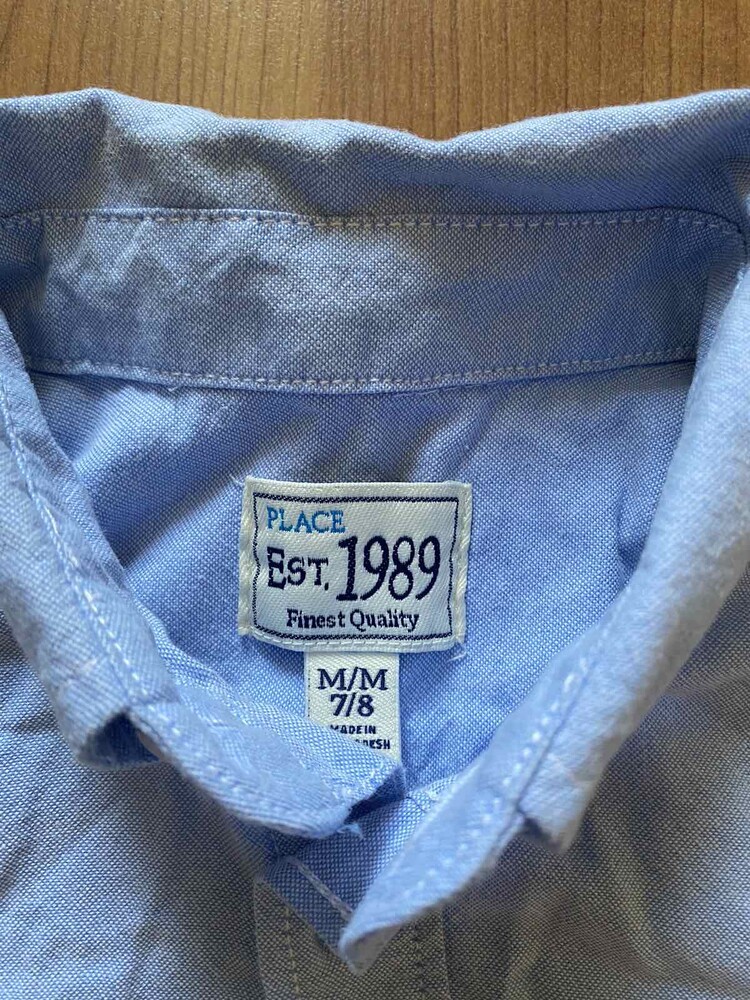 PLACE
EST. 1989
Finest Quality
M/M
7/8
MADE IN